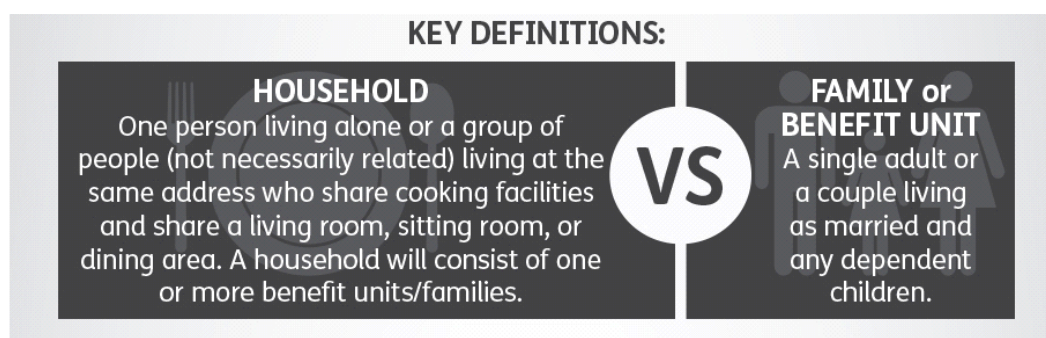 KEY DEFINITIONS:
HOUSEHOLD
One person living alone or a group of
people (not necessarily related) living at the
same address who share cooking facilities
and share a living room, sitting room, or
dining area. A household will consist of one
or more benefit units/families.
VS
FAMILY or
BENEFIT UNIT
A single adult or
a couple living
as married and
any dependent
children.